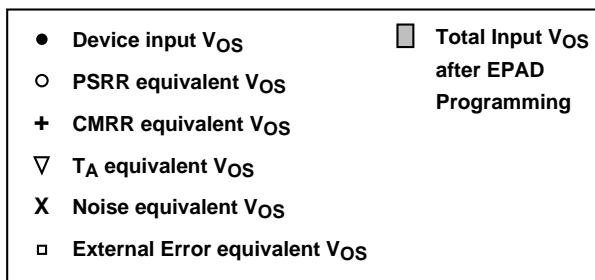 ● Device input VOS
○ PSRR equivalent VOS
+ CMRR equivalent VOS
▽ TA equivalent VOS
X Noise equivalent VOS
□ External Error equivalent VOS
Total Input VOS
after EPAD
Programming